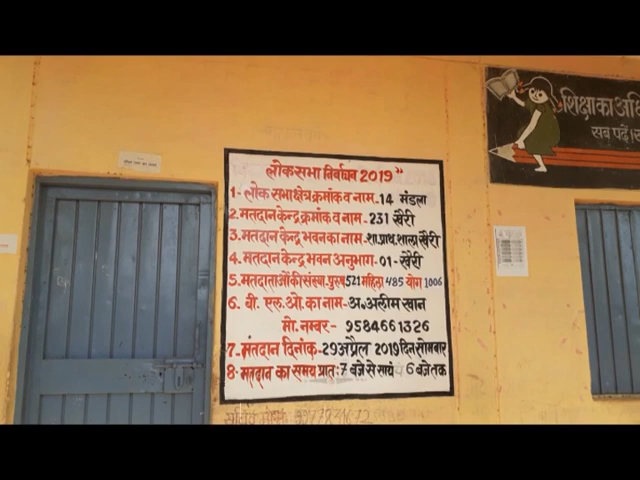 लोकसभा निर्वाचन 2019"
1- लोक सभा क्षेत्र क्रमांक व नाम-14 मंडला
2. मतदान केन्द्र क्रमांक व नाम-231 खैरी
3. मतदान केन्द्र भवन का नाम-शा.प्राथ.शाला खैरी
4. मतदान केन्द्र भवन अनुभाग-01-खैरी
5. मतदाताओं की संख्या-पुरुष 521 महिला 485 योग 1006
6. बी. एल.ओ. का नाम-अ.अलीम खान
मो. नम्बर- 9584661326
7- मतदान दिनांक-29 अप्रैल 2019 दिन सोमवार
8- मतदान का समय प्रातः 7 बजे से सायं 6 बजे तक
शिक्षा का
सब पढ़ें